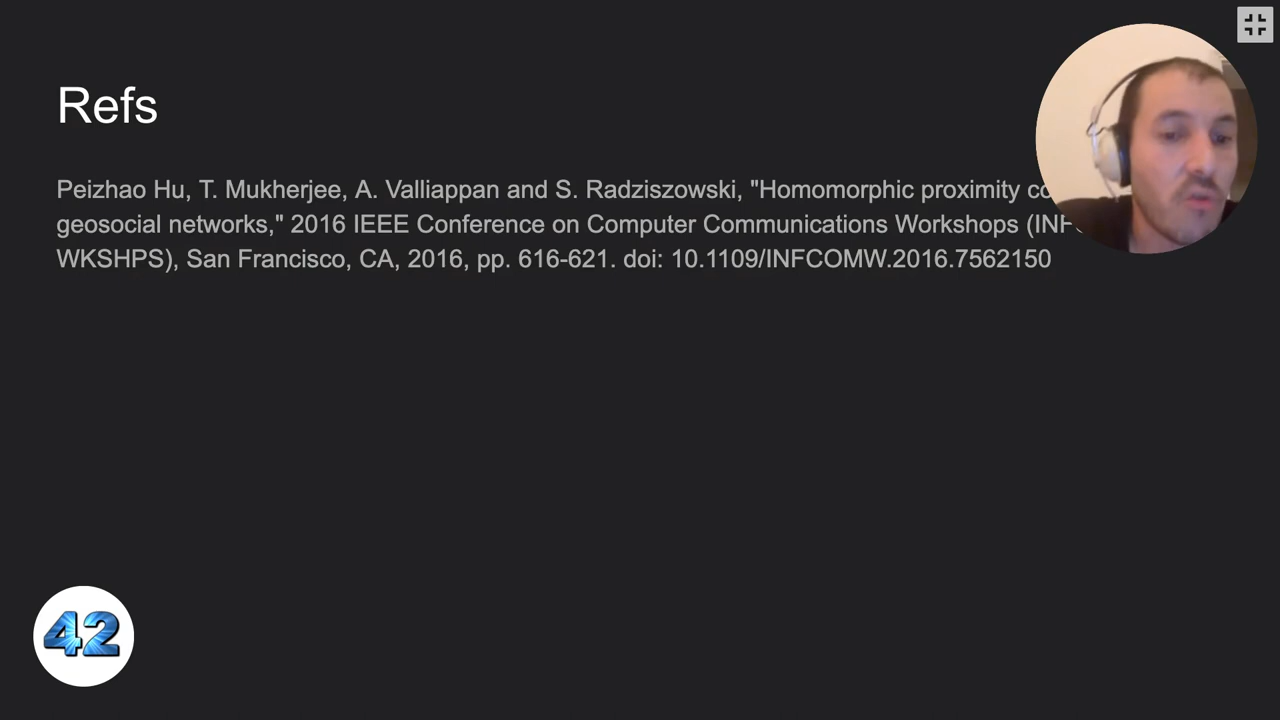 Refs
Peizhao Hu, T. Mukherjee, A. Valliappan and S. Radziszowski, "Homomorphic proximity
geosocial networks," 2016 IEEE Conference on Computer Communications Workshops
WKSHPS), San Francisco, CA, 2016, pp. 616-621. doi: 10.1109/INFCOMW.2016.7562150
42